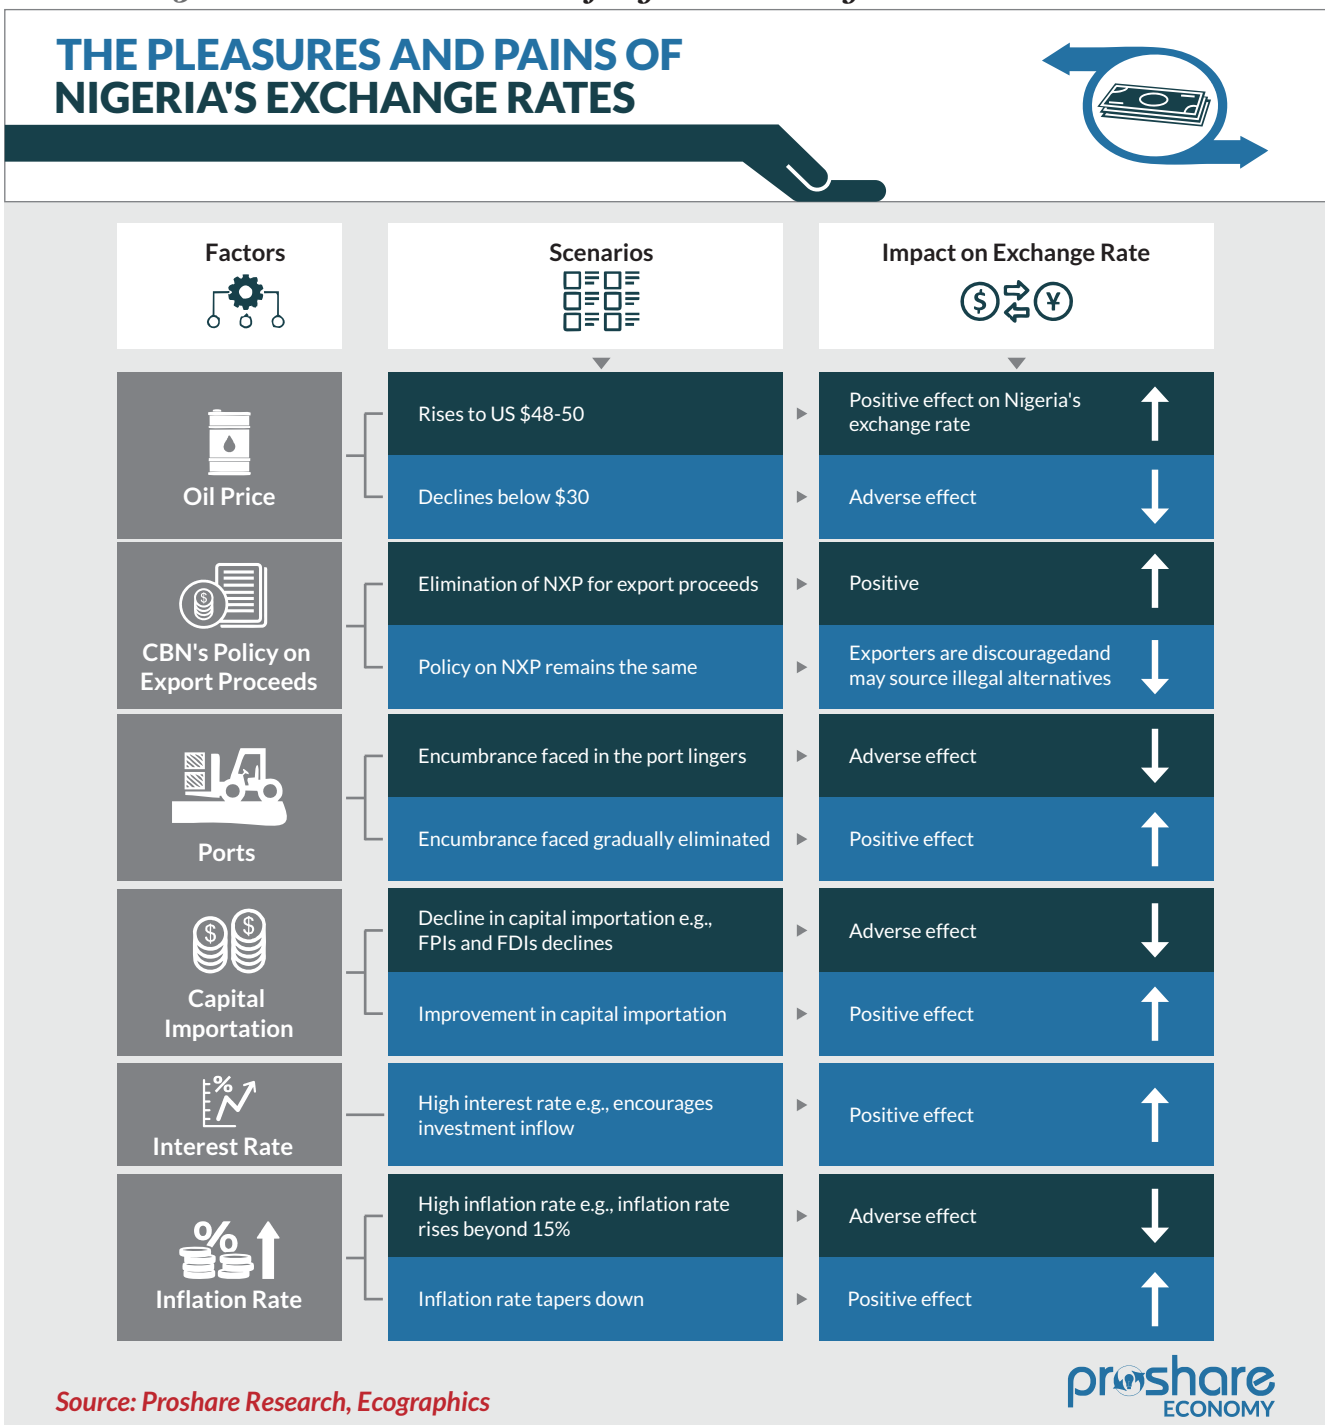 THE PLEASURES AND PAINS OF
NIGERIA'S EXCHANGE RATES
Factors
Scenarios
Impact on Exchange Rate
$
¥
Oil Price
Rises to US $48-50
Positive effect on Nigeria's
exchange rate
Declines below $30
Adverse effect
$
CBN's Policy on
Export Proceeds
Elimination of NXP for export proceeds
Positive
Policy on NXP remains the same
Exporters are discouragedand
may source illegal alternatives
Ports
Encumbrance faced in the port lingers
Adverse effect
Encumbrance faced gradually eliminated
Positive effect
$ $
Capital
Importation
Decline in capital importation e.g.,
FPIs and FDIs declines
Adverse effect
Improvement in capital importation
Positive effect
%
Interest Rate
High interest rate e.g., encourages
investment inflow
Positive effect
%
Inflation Rate
High inflation rate e.g., inflation rate
rises beyond 15%
Adverse effect
Inflation rate tapers down
Positive effect
Source: Proshare Research, Ecographics
proshare
ECONOMY